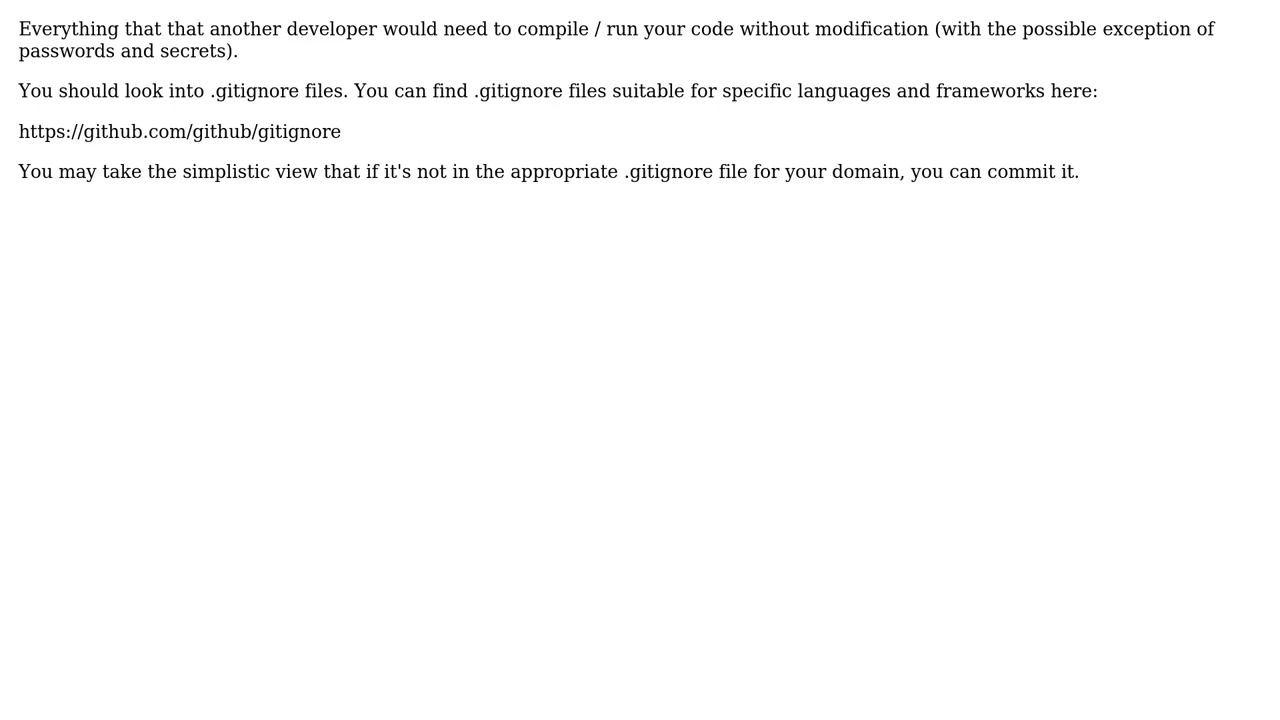 Everything that that another developer would need to compile / run your code without modification (with the possible exception of
passwords and secrets).
You should look into .gitignore files. You can find .gitignore files suitable for specific languages and frameworks here:
https://github.com/github/gitignore
You may take the simplistic view that if it's not in the appropriate .gitignore file for your domain, you can commit it.